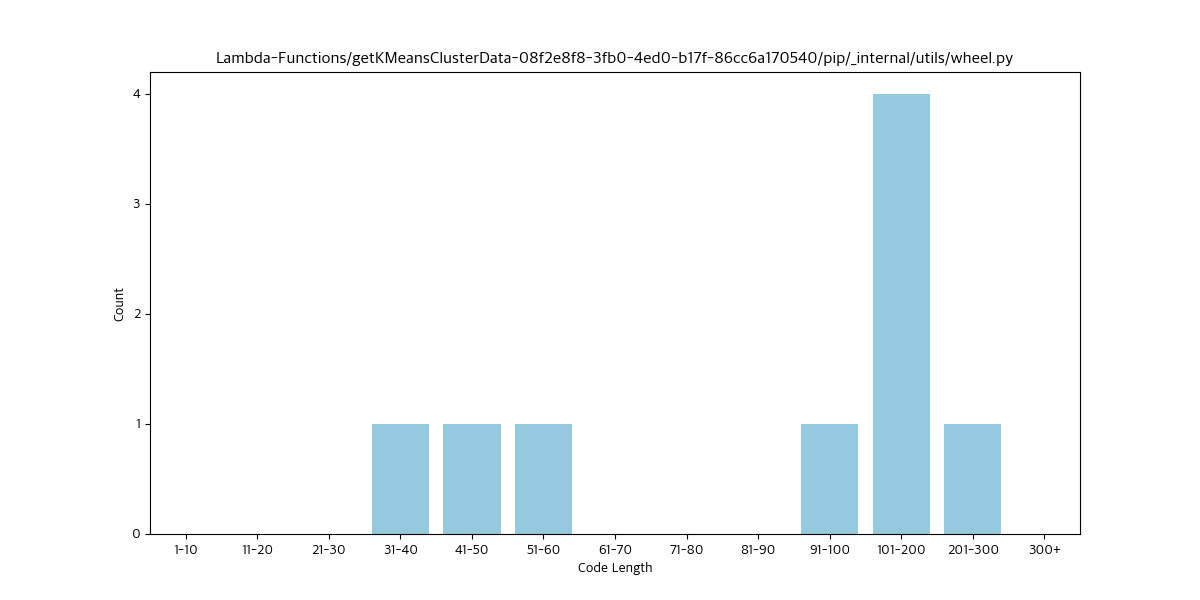 Lambda-Functions/getKMeansClusterData-08f2e8f8-3fb0-4ed0-b17f-86cc6a170540/pip/_internal/utils/wheel.py
4
3
2
1
0
Count
1-10 11-20 21-30 31-40 41-50 51-60 61-70 71-80 81-90 91-100 101-200 201-300 300+
Code Length